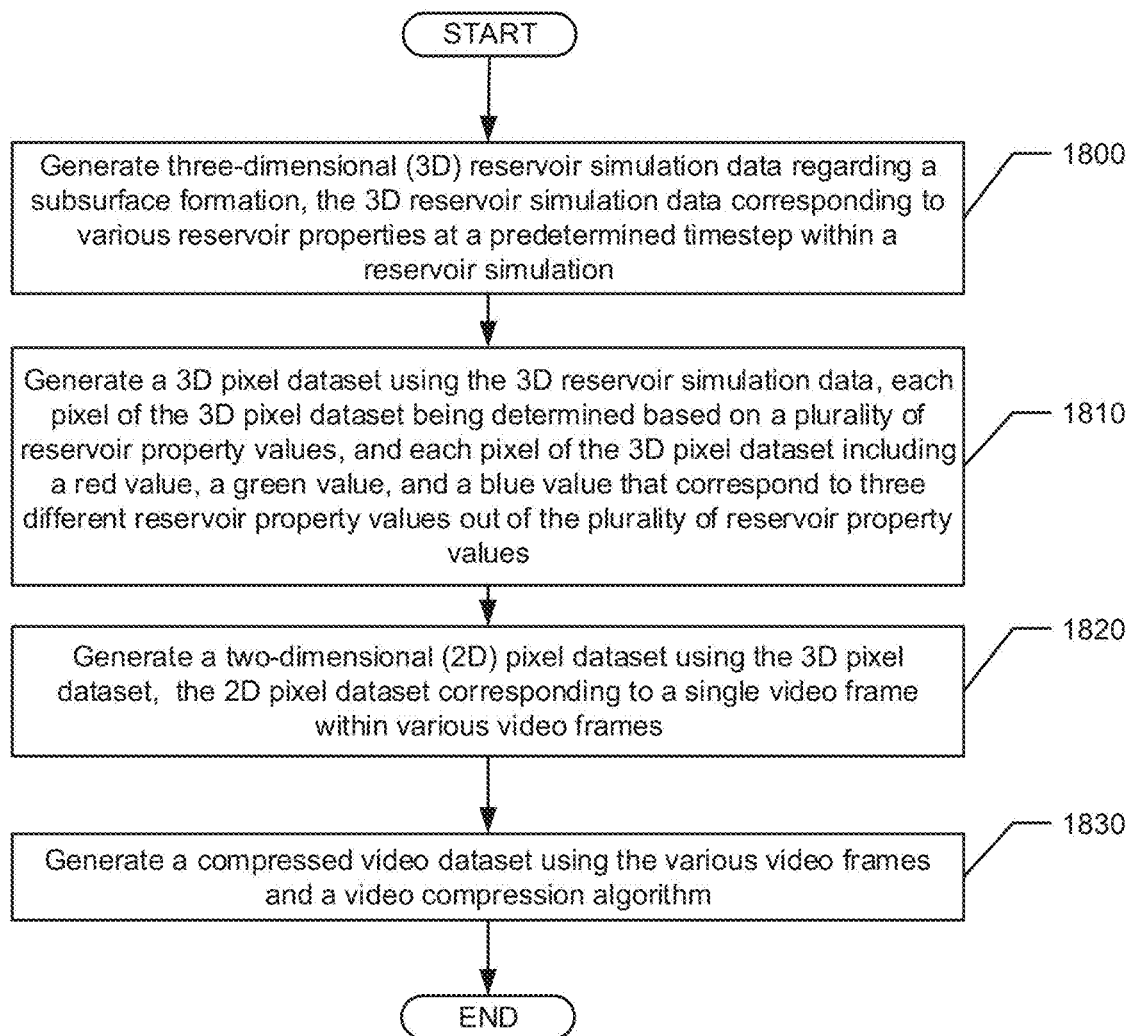 START
Generate three-dimensional (3D) reservoir simulation data regarding a
subsurface formation, the 3D reservoir simulation data corresponding to
various reservoir properties at a predetermined timestep within a
reservoir simulation
1800
Generate a 3D pixel dataset using the 3D reservoir simulation data, each
pixel of the 3D pixel dataset being determined based on a plurality of
reservoir property values, and each pixel of the 3D pixel dataset including
a red value, a green value, and a blue value that correspond to three
different reservoir property values out of the plurality of reservoir property
values
1810
Generate a two-dimensional (2D) pixel dataset using the 3D pixel
dataset, the 2D pixel dataset corresponding to a single video frame
within various video frames
1820
Generate a compressed video dataset using the various video frames
and a video compression algorithm
1830
END